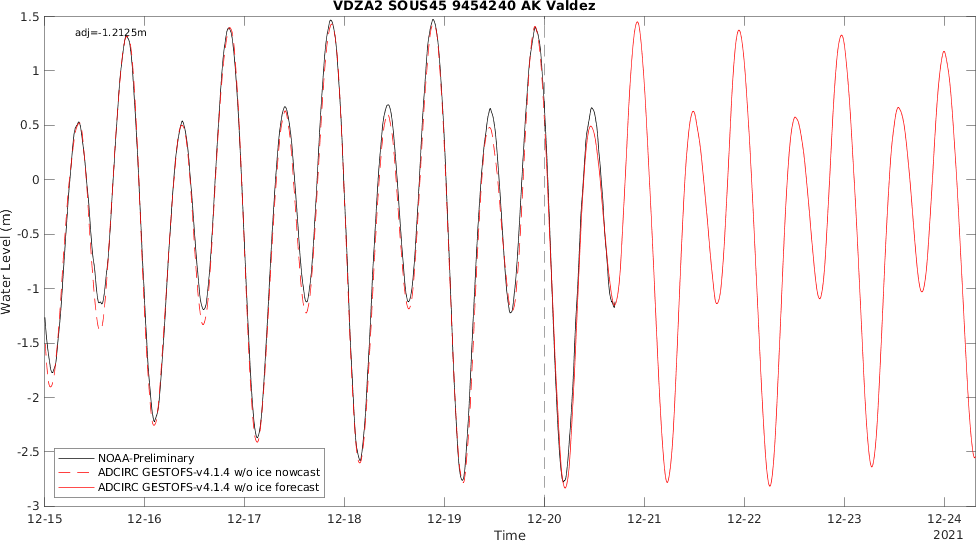 VDZA2 SOUS45 9454240 AK Valdez
adj=-1.2125m
1.5
1
0.5
0
-0.5
-1
-1.5
-2
-2.5
-3
Water Level (m)
NOAA-Preliminary
ADCIRC GESTOFS-v4.1.4 w/o ice nowcast
ADCIRC GESTOFS-v4.1.4 w/o ice forecast
12-15 12-16 12-17 12-18 12-19 12-20 12-21 12-22 12-23 12-24
Time
2021